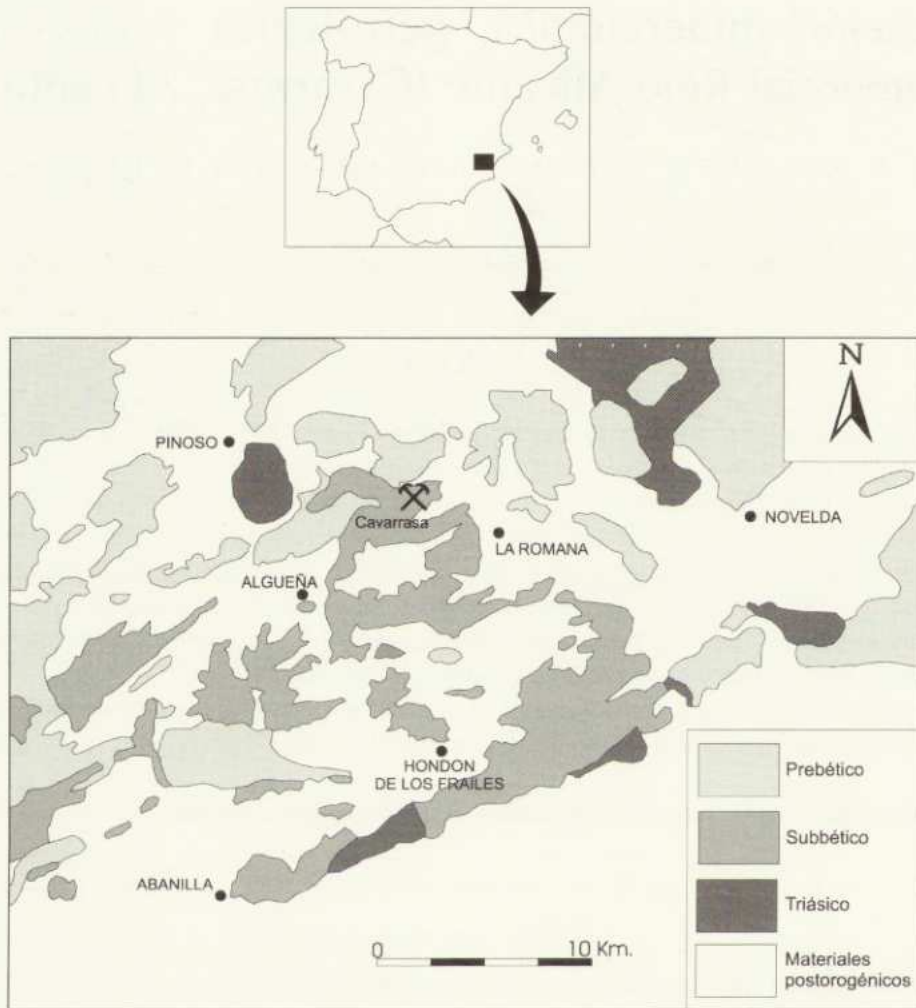 N
PINOSO
Cavarrasa
NOVELDA
LA ROMANA
ALGUEÑA
HONDON
DE LOS FRAILES
ABANILLA
0 10 Km.
Prebético
Subbético
Triásico
Materiales
postorogénicos